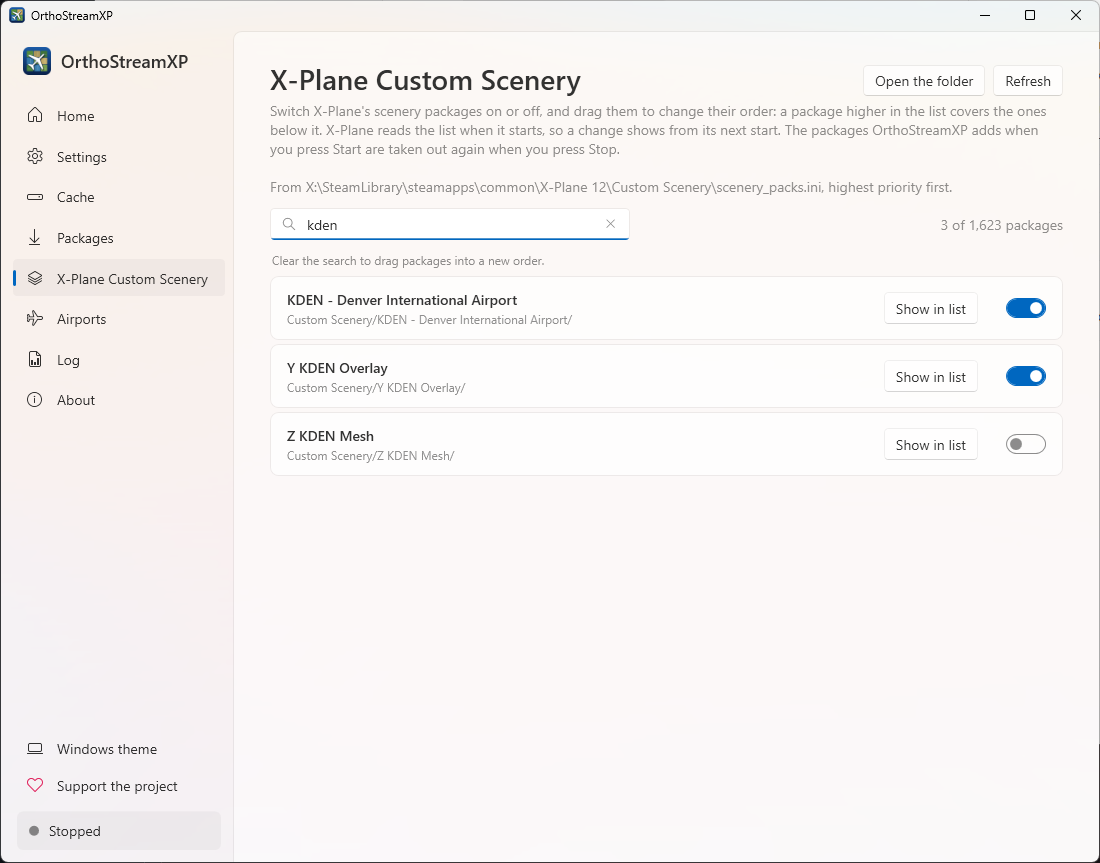 OrthoStreamXP
OrthoStreamXP
Home
Settings
Cache
Packages
X-Plane Custom Scenery
Airports
Log
About
Windows theme
Support the project
Stopped
X-Plane Custom Scenery
Open the folder
Refresh
Switch X-Plane's scenery packages on or off, and drag them to change their order: a package higher in the list covers the ones
below it. X-Plane reads the list when it starts, so a change shows from its next start. The packages OrthoStreamXP adds when
you press Start are taken out again when you press Stop.
From X:\SteamLibrary\steamapps\common\X-Plane 12\Custom Scenery\scenery_packs.ini, highest priority first.
kden
3 of 1,623 packages
Clear the search to drag packages into a new order.
KDEN - Denver International Airport
Custom Scenery/KDEN - Denver International Airport/
Show in list
Y KDEN Overlay
Custom Scenery/Y KDEN Overlay/
Show in list
Z KDEN Mesh
Custom Scenery/Z KDEN Mesh/
Show in list